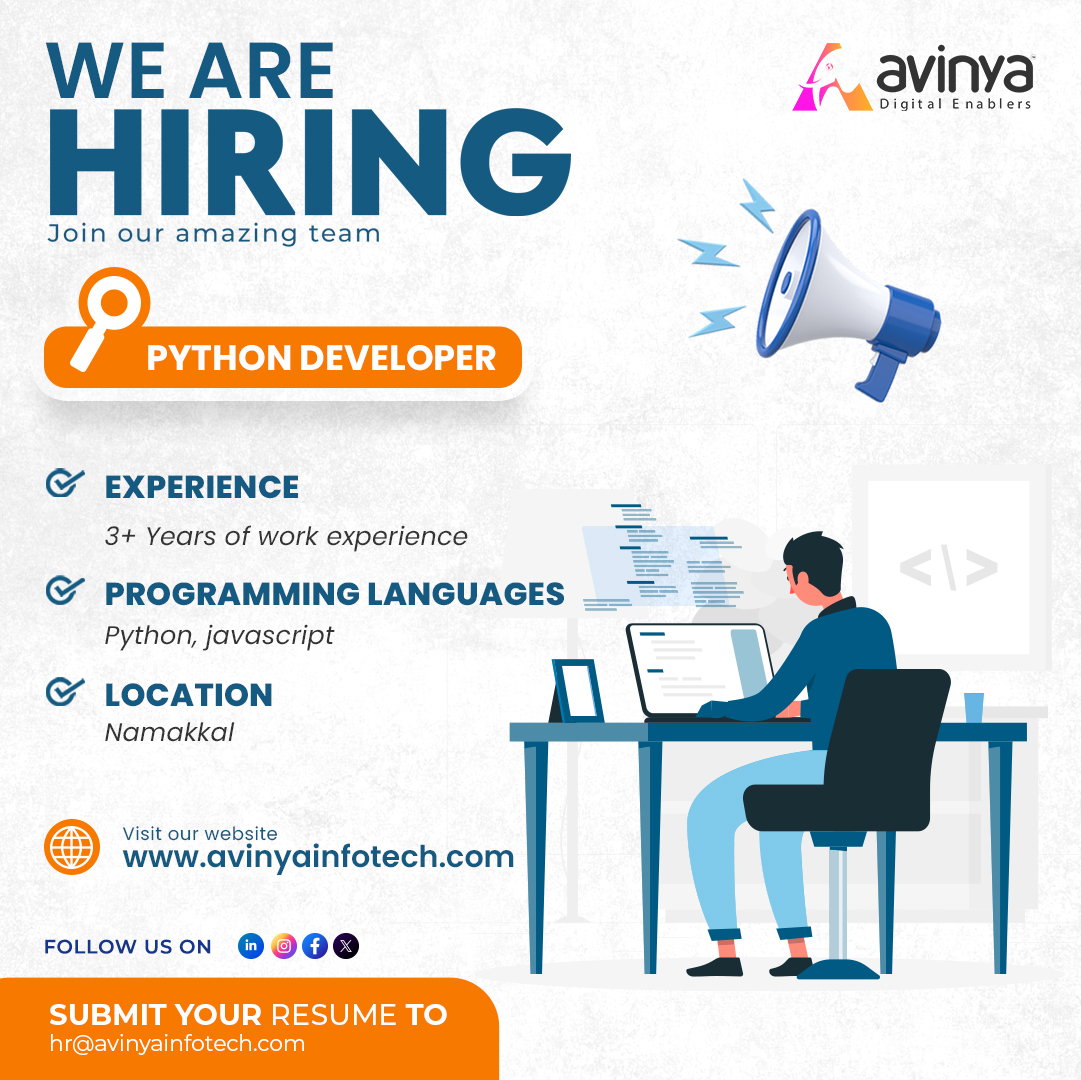 WE ARE
HIRING
Join our amazing team
avinya
Digital Enablers
PYTHON DEVELOPER
EXPERIENCE
3+ Years of work experience
PROGRAMMING LANGUAGES
Python, javascript
LOCATION
Namakkal
</\>
Visit our website
www.avinyainfotech.com
FOLLOW US ON
SUBMIT YOUR RESUME TO
hr@avinyainfotech.com